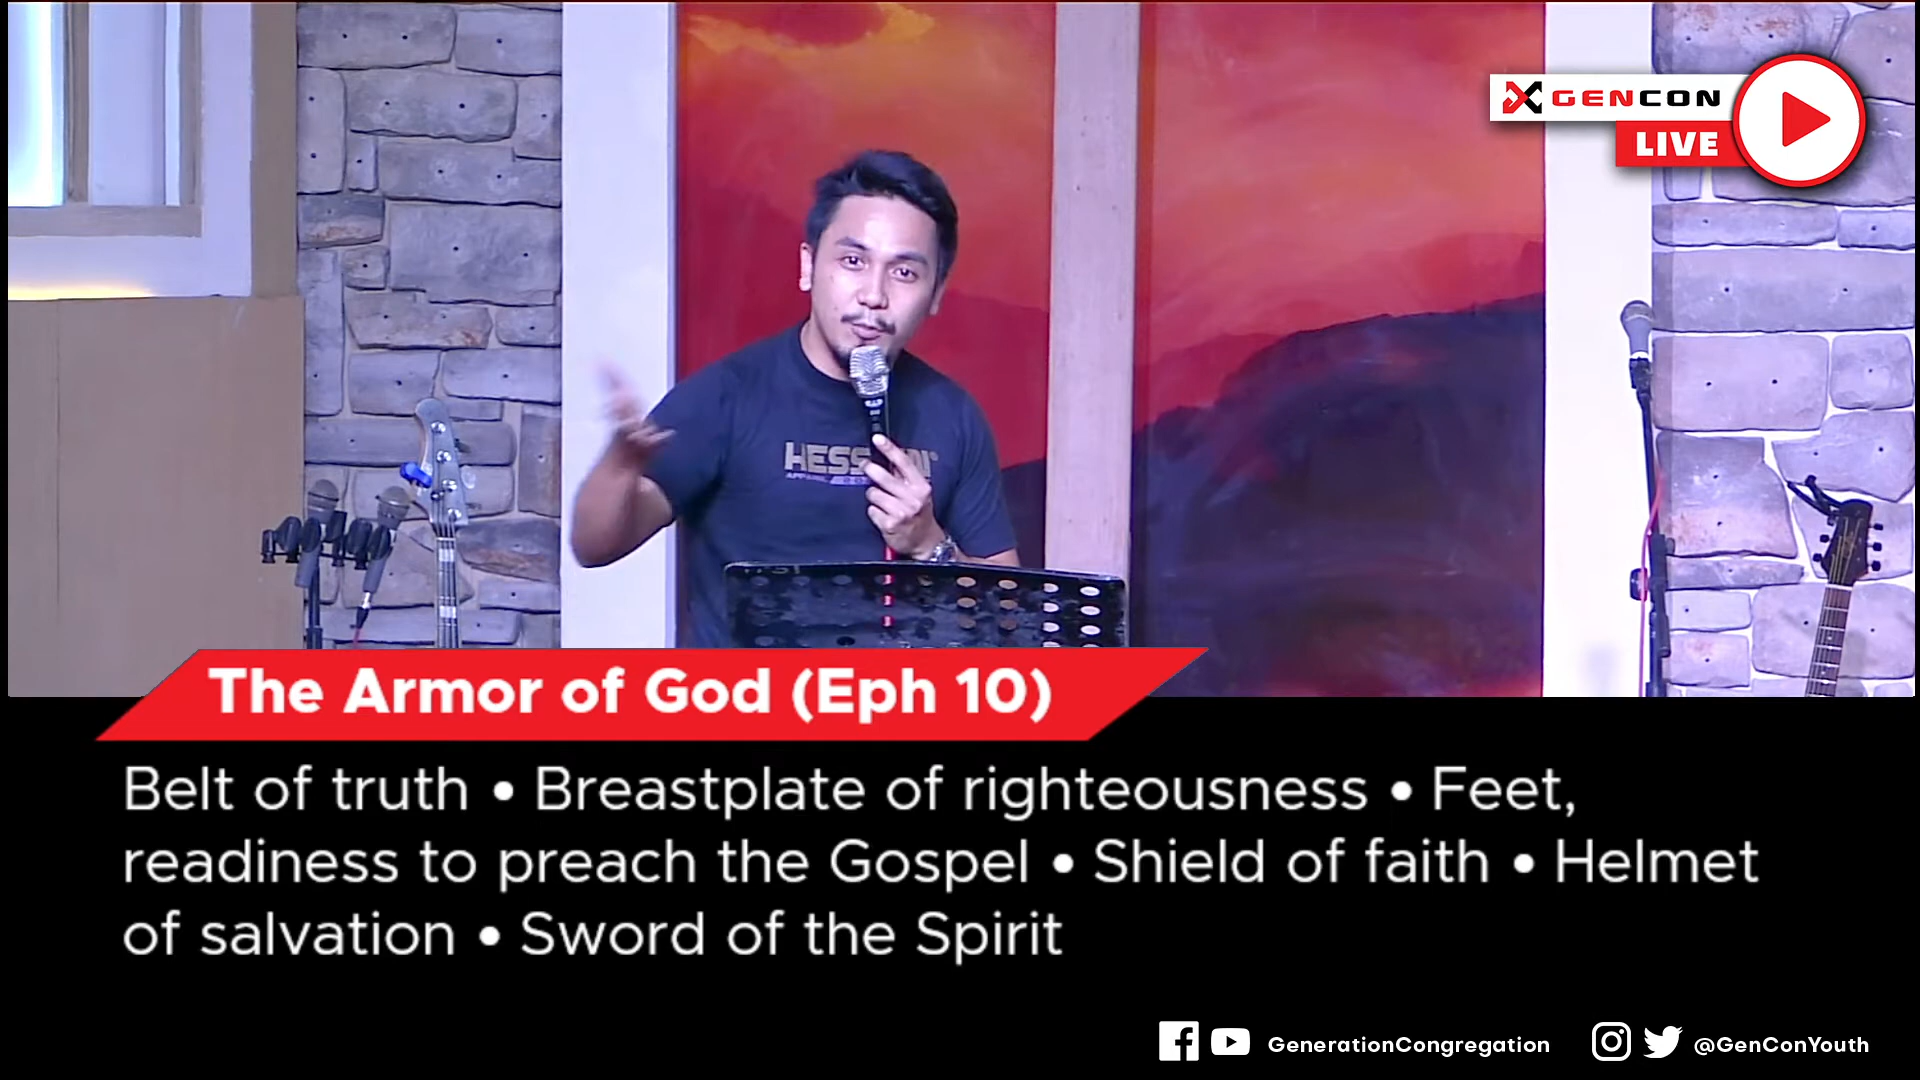 GENCON
LIVE
The Armor of God (Eph 10)
Belt of truth • Breastplate of righteousness • Feet,
readiness to preach the Gospel • Shield of faith • Helmet
of salvation • Sword of the Spirit
GenerationCongregation @GenConYouth